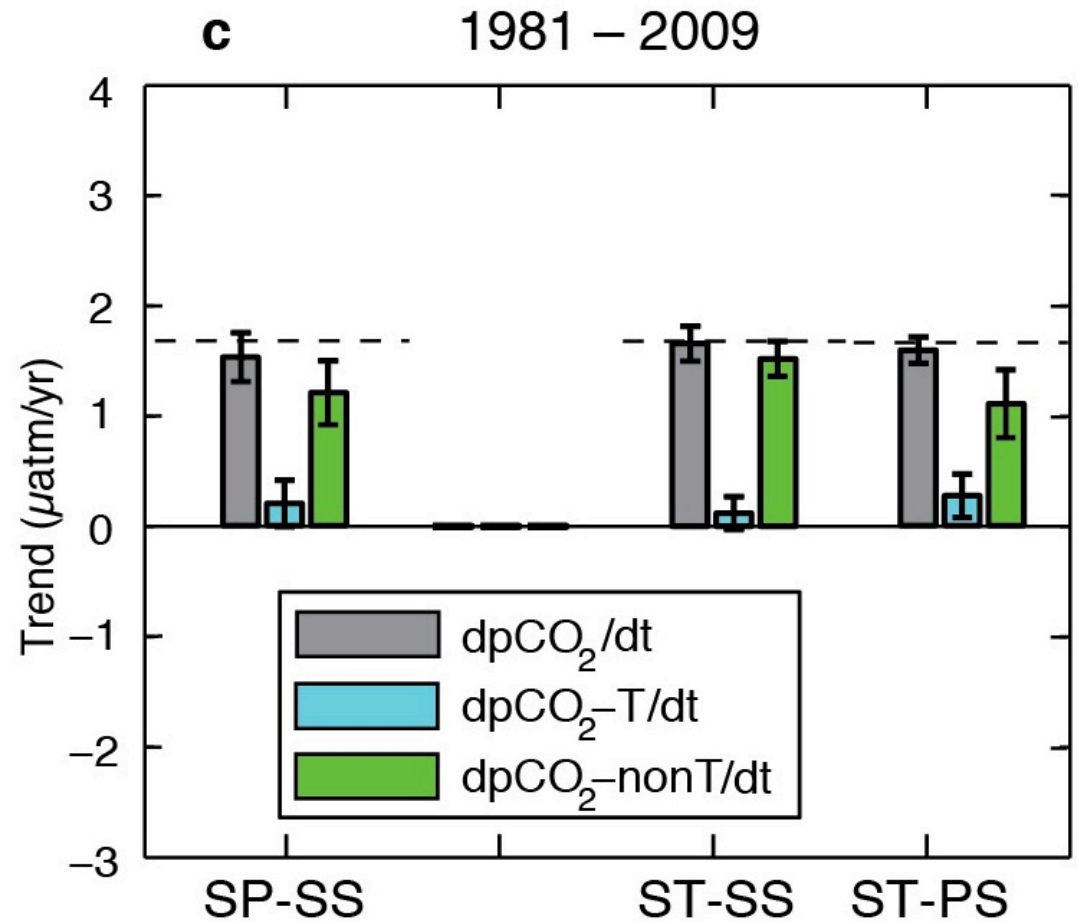 c 1981 – 2009
Trend (µatm/yr)
4
3
2
1
0
−1
−2
−3
dpCO₂/dt
dpCO₂–T/dt
dpCO₂–nonT/dt
SP-SS ST-SS ST-PS